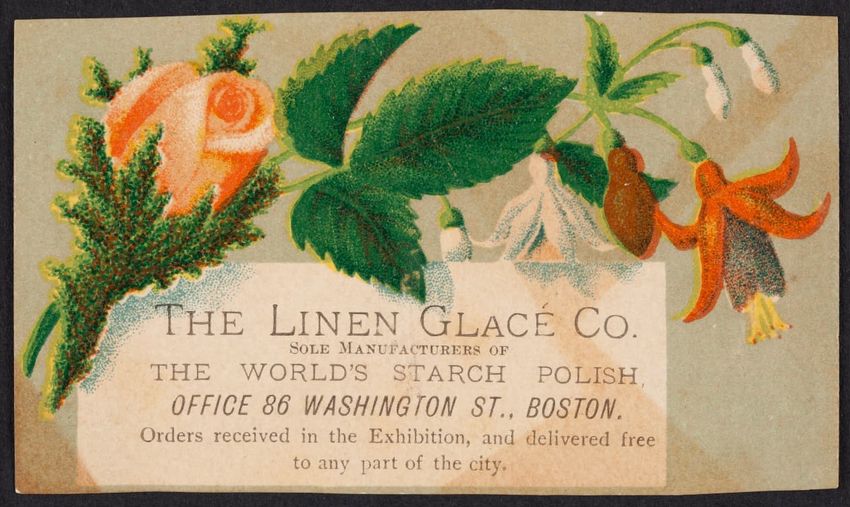 THE LINEN GLACÉ CO.
SOLE MANUFACTURERS OF
THE WORLD'S STARCH POLISH,
OFFICE 86 WASHINGTON ST., BOSTON.
Orders received in the Exhibition, and delivered free
to any part of the city.